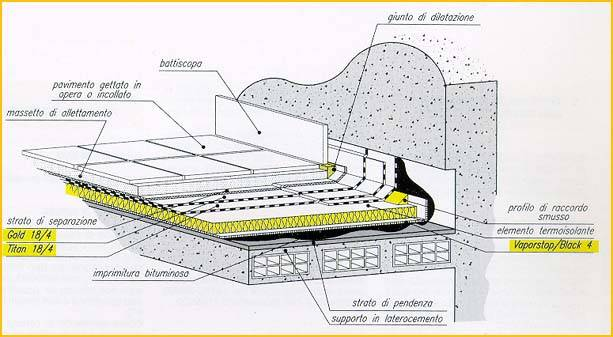 giunto di dilatazione
battiscopa
pavimento gettato in
opera o incollato
massetto di allettamento
strato di separazione
Gold 18/4
Titan 18/4
imprimitura bituminosa
profilo di raccordo
smusso
elemento termoisolante
Vaporstop/Black 4
strato di pendenza
supporto in laterocemento